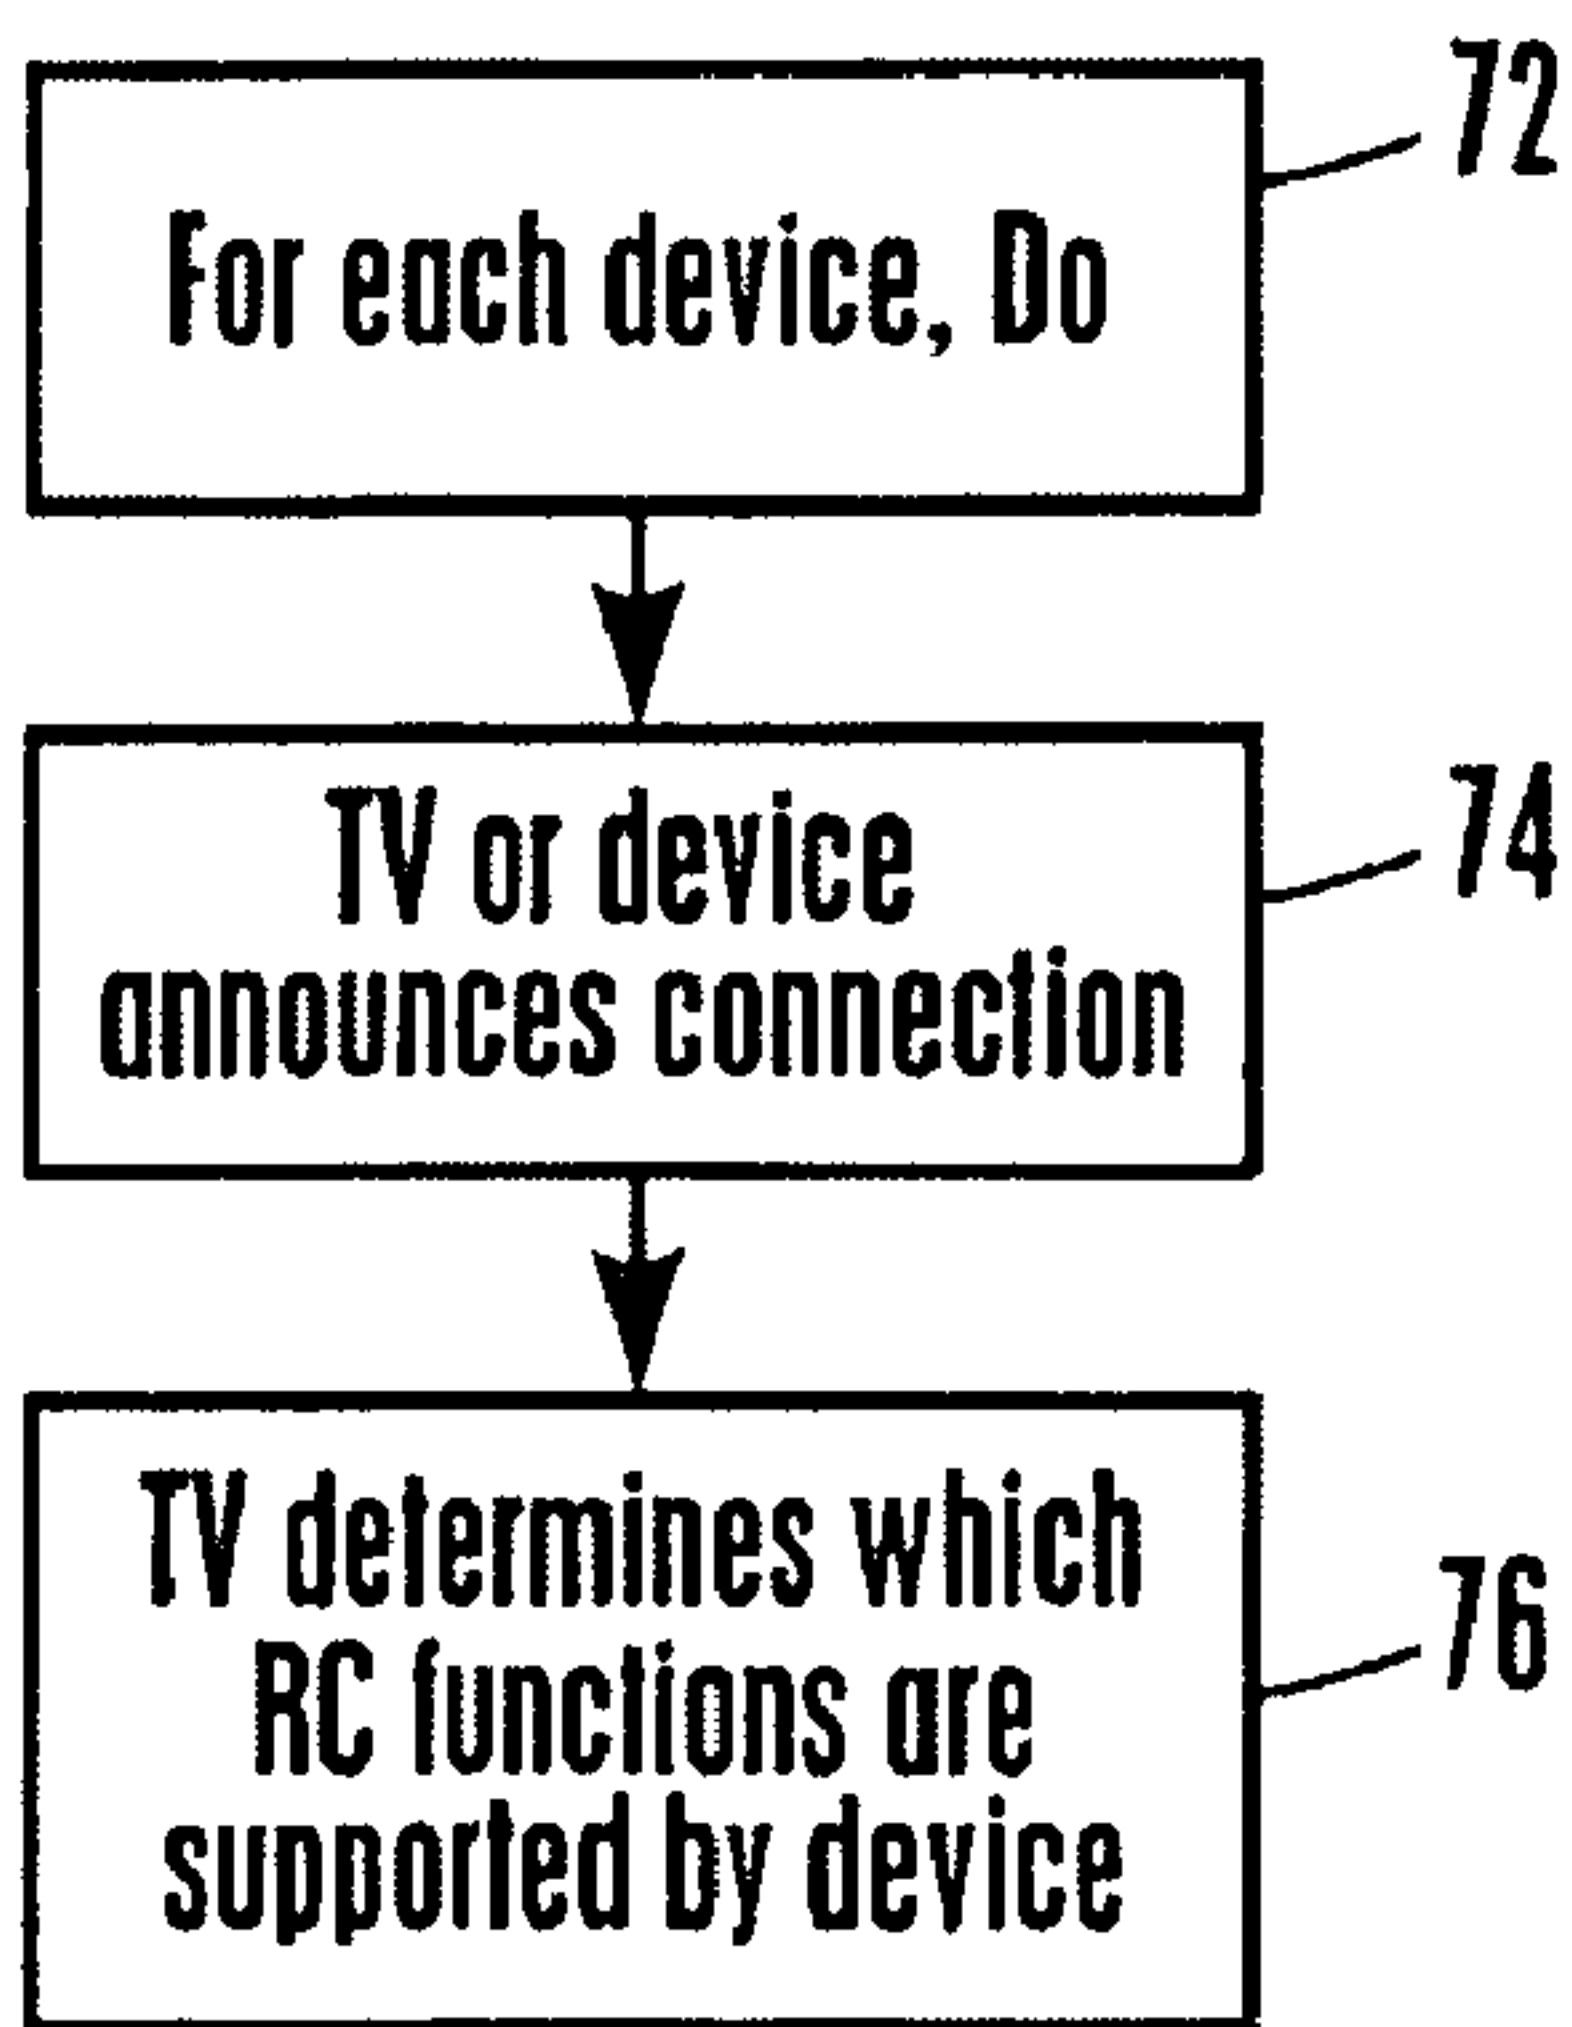 For each device, Do
72
TV or device
announces connection
74
TV determines which
RC functions are
supported by device
76